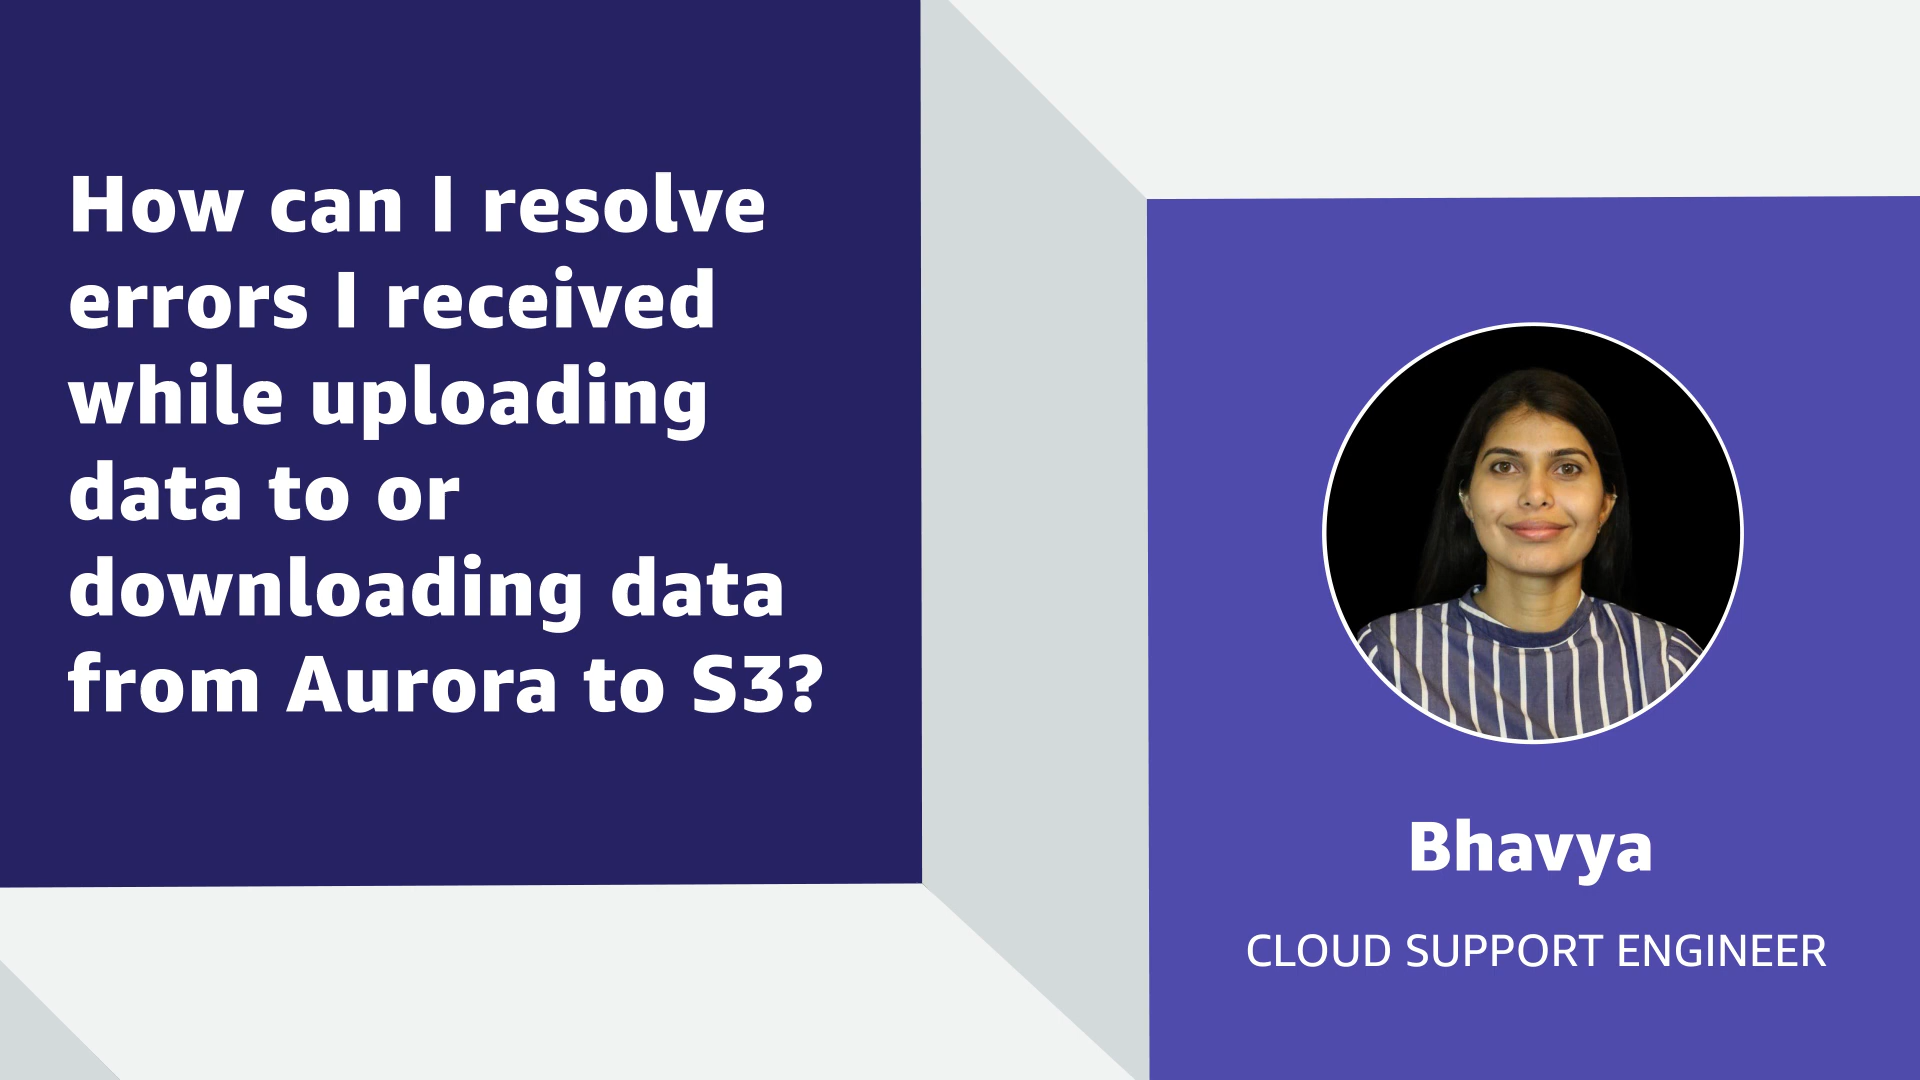 How can I resolve
errors I received
while uploading
data to or
downloading data
from Aurora to S3?
Bhavya
CLOUD SUPPORT ENGINEER